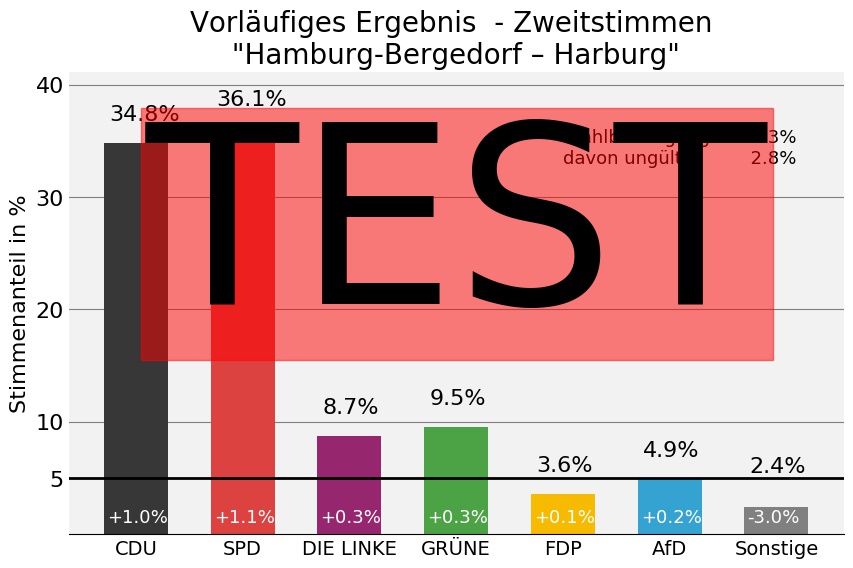 Vorläufiges Ergebnis - Zweitstimmen
"Hamburg-Bergedorf – Harburg"
Stimmenanteil in %
40
30
20
10
5
34.8%
36.1%
8.7%
9.5%
3.6%
4.9%
2.4%
TEST
davon 2.8%
+1.0%
+1.1%
+0.3%
+0.3%
+0.1%
+0.2%
-3.0%
CDU
SPD
DIE LINKE
GRÜNE
FDP
AfD
Sonstige